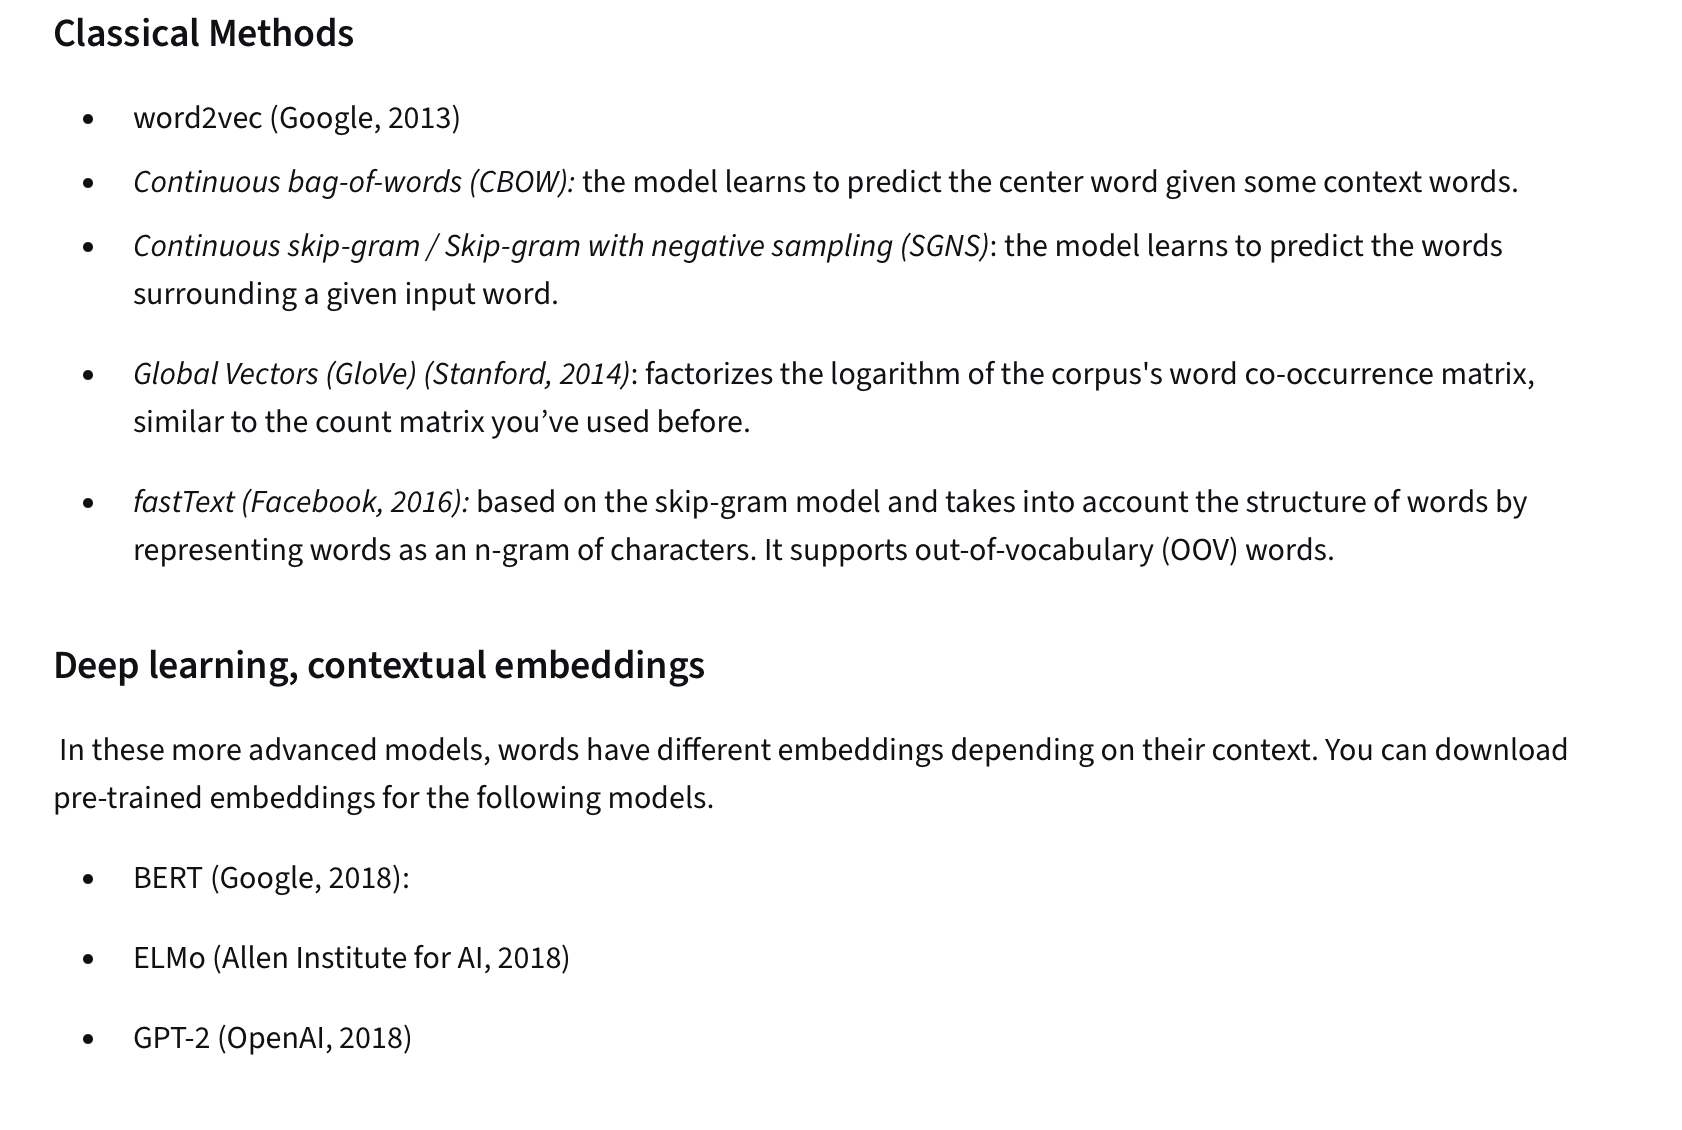 Classical Methods
• word2vec (Google, 2013)
• Continuous bag-of-words (CBOW): the model learns to predict the center word given some context words.
• Continuous skip-gram / Skip-gram with negative sampling (SGNS): the model learns to predict the words
surrounding a given input word.
• Global Vectors (GloVe) (Stanford, 2014): factorizes the logarithm of the corpus's word co-occurrence matrix,
similar to the count matrix you’ve used before.
• fastText (Facebook, 2016): based on the skip-gram model and takes into account the structure of words by
representing words as an n-gram of characters. It supports out-of-vocabulary (OOV) words.
Deep learning, contextual embeddings
In these more advanced models, words have different embeddings depending on their context. You can download
pre-trained embeddings for the following models.
• BERT (Google, 2018):
• ELMo (Allen Institute for AI, 2018)
• GPT-2 (OpenAI, 2018)